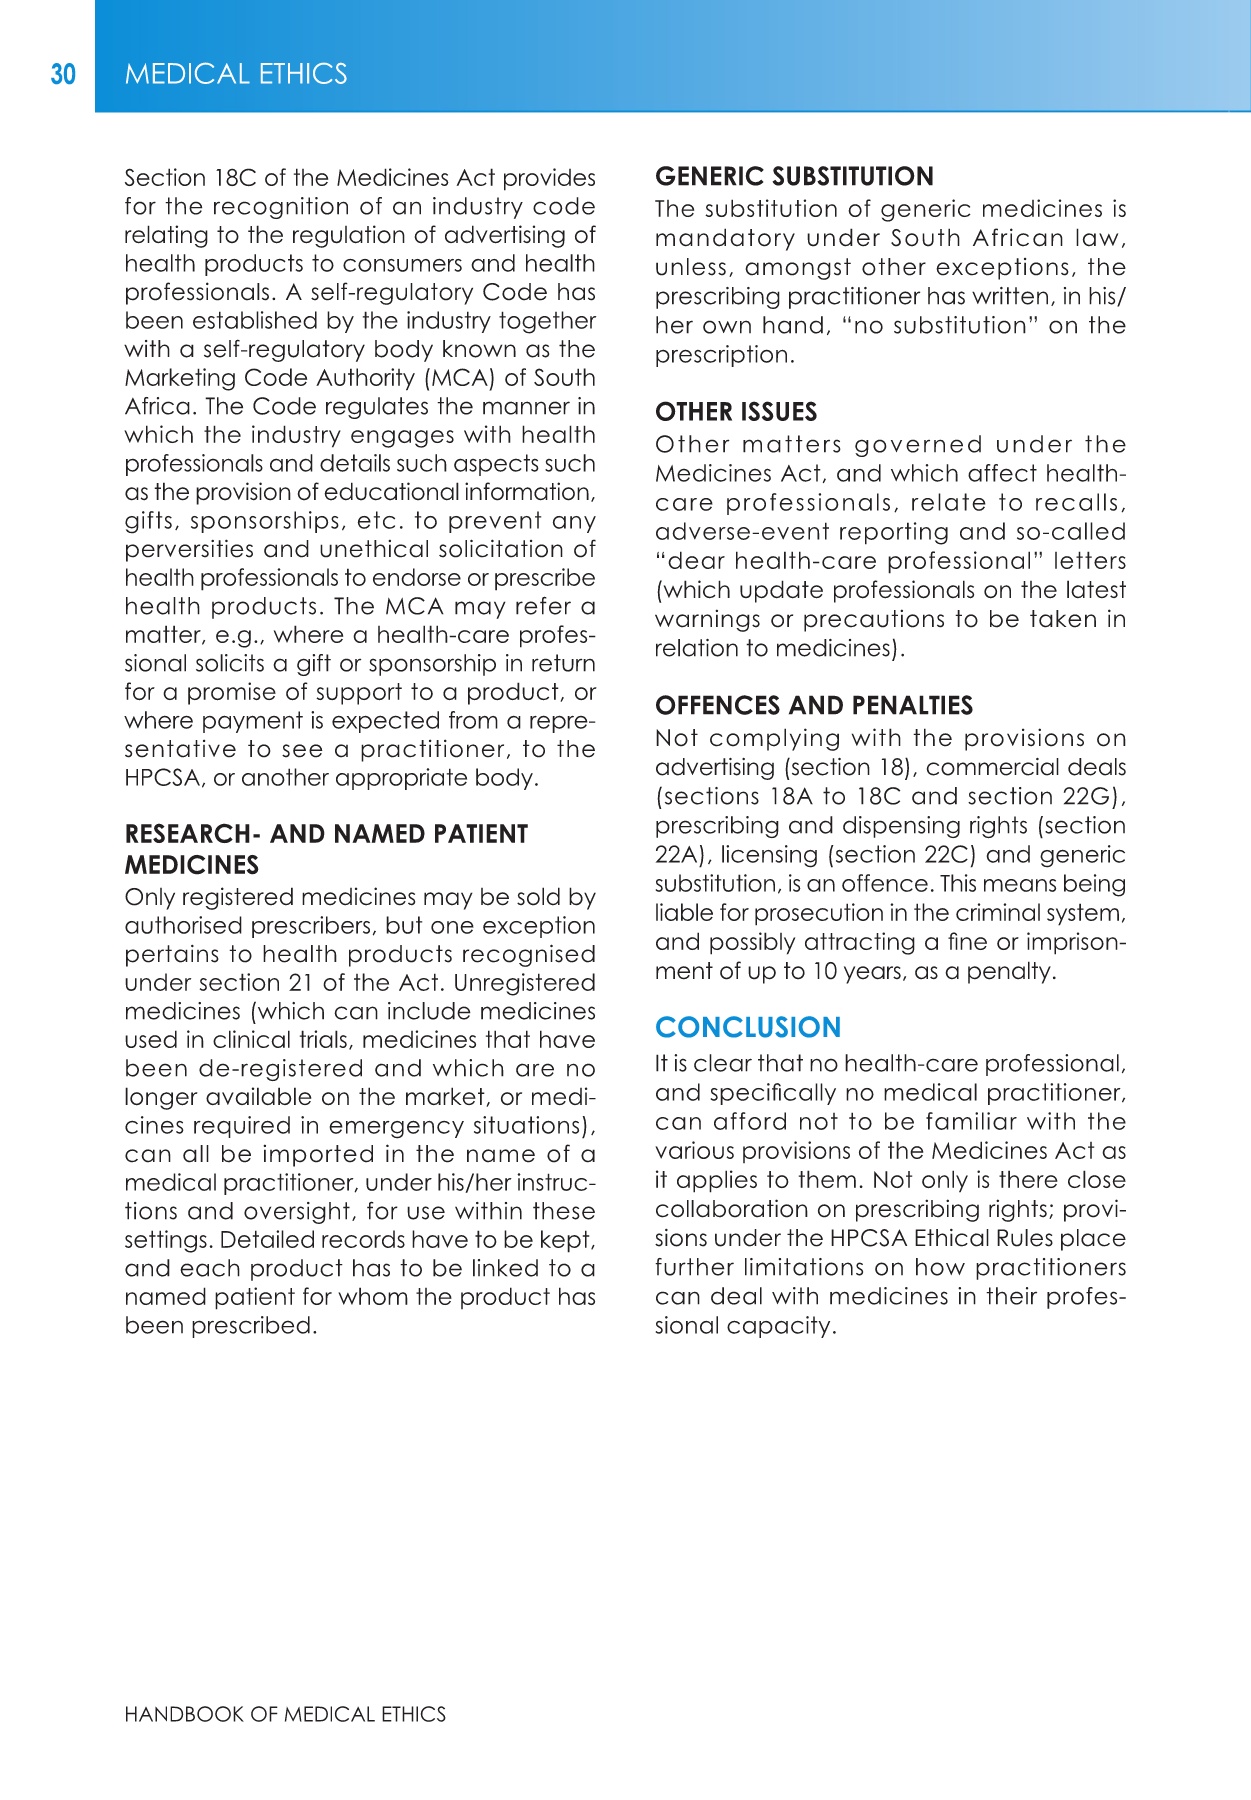 30
MEDICAL ETHICS
Section 18C of the Medicines Act provides
for the recognition of an industry code
relating to the regulation of advertising of
health products to consumers and health
professionals. A self-regulatory Code has
been established by the industry together
with a self-regulatory body known as the
Marketing Code Authority (MCA) of South
Africa. The Code regulates the manner in
which the industry engages with health
professionals and details such aspects such
as the provision of educational information,
gifts, sponsorships, etc. to prevent any
perversities and unethical solicitation of
health professionals to endorse or prescribe
health products. The MCA may refer a
matter, e.g., where a health-care profes-
sional solicits a gift or sponsorship in return
for a promise of support to a product, or
where payment is expected from a repre-
sentative to see a practitioner, to the
HPCSA, or another appropriate body.
RESEARCH- AND NAMED PATIENT
MEDICINES
Only registered medicines may be sold by
authorised prescribers, but one exception
pertains to health products recognised
under section 21 of the Act. Unregistered
medicines (which can include medicines
used in clinical trials, medicines that have
been de-registered and which are no
longer available on the market, or medi-
cines required in emergency situations),
can all be imported in the name of a
medical practitioner, under his/her instruc-
tions and oversight, for use within these
settings. Detailed records have to be kept,
and each product has to be linked to a
named patient for whom the product has
been prescribed.
GENERIC SUBSTITUTION
The substitution of generic medicines is
mandatory under South African law,
unless, amongst other exceptions, the
prescribing practitioner has written, in his/
her own hand, “no substitution” on the
prescription.
OTHER ISSUES
Other matters governed under the
Medicines Act, and which affect health-
care professionals, relate to recalls,
adverse-event reporting and so-called
“dear health-care professional” letters
(which update professionals on the latest
warnings or precautions to be taken in
relation to medicines).
OFFENCES AND PENALTIES
Not complying with the provisions on
advertising (section 18), commercial deals
(sections 18A to 18C and section 22G),
prescribing and dispensing rights (section
22A), licensing (section 22C) and generic
substitution, is an offence. This means being
liable for prosecution in the criminal system,
and possibly attracting a fine or imprison-
ment of up to 10 years, as a penalty.
CONCLUSION
It is clear that no health-care professional,
and specifically no medical practitioner,
can afford not to be familiar with the
various provisions of the Medicines Act as
it applies to them. Not only is there close
collaboration on prescribing rights; provi-
sions under the HPCSA Ethical Rules place
further limitations on how practitioners
can deal with medicines in their profes-
sional capacity.
HANDBOOK OF MEDICAL ETHICS